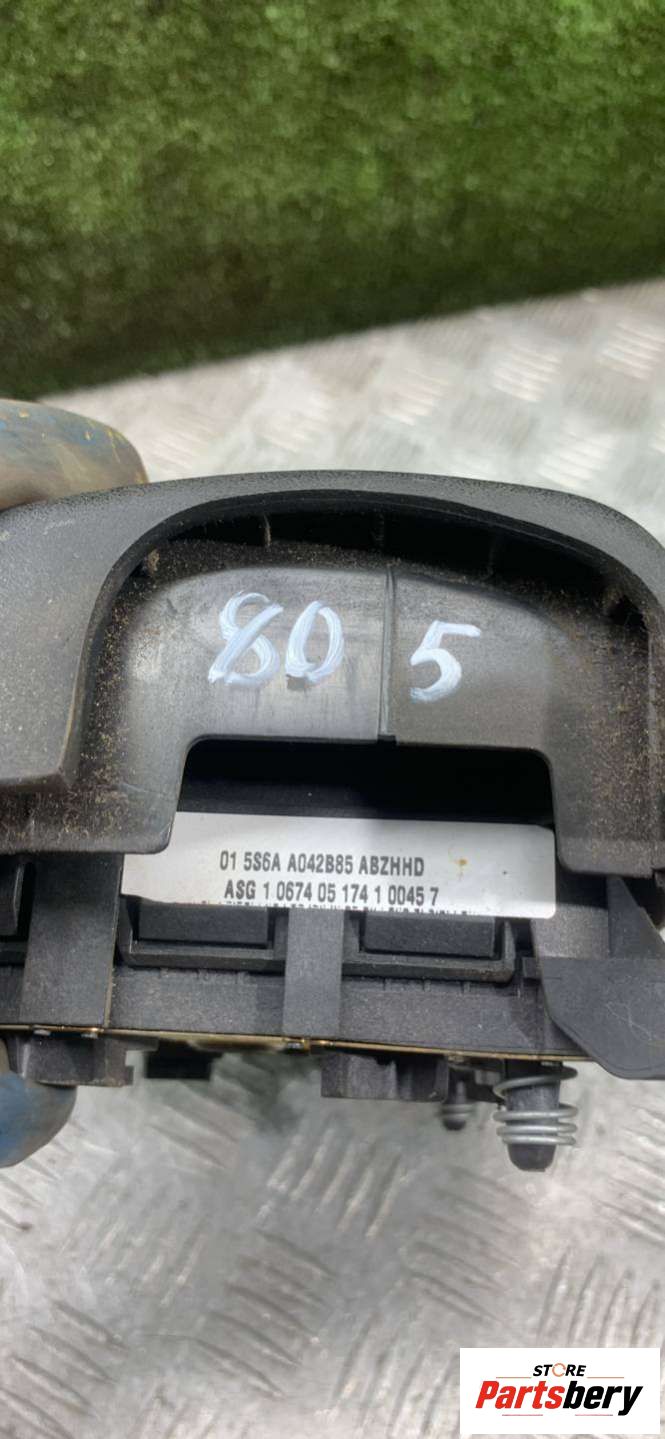 80 5
01 5S6A A042B85 ABZHHD
ASG 1 0674 05 174 1 0045 7
STORE
Partsbery